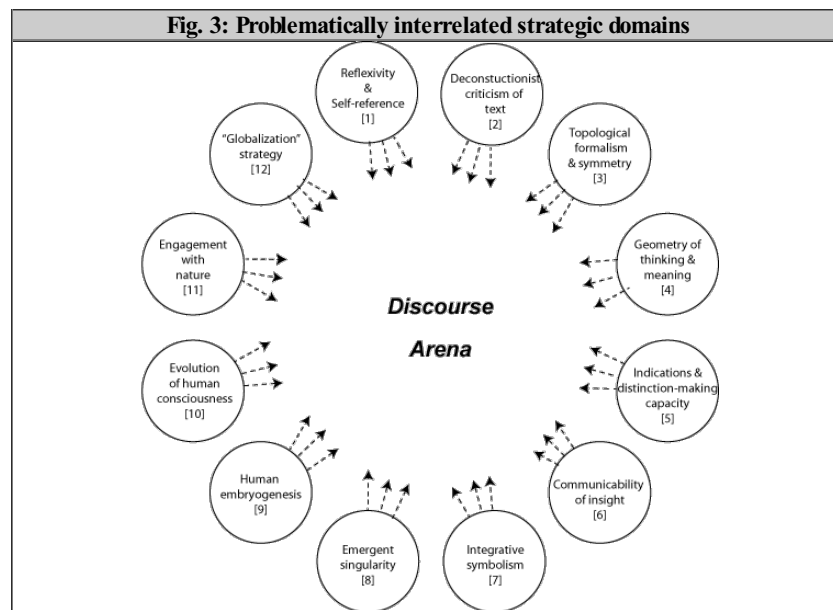 Fig. 3: Problematically interrelated strategic domains
Reflexivity
&
Self-reference
[1]
Deconstuctionist
criticism of
text
[2]
Topological
formalism
& symmetry
[3]
Geometry of
thinking &
meaning
[4]
Indications &
distinction-making
capacity
[5]
Communicability
of insight
[6]
Integrative
symbolism
[7]
Emergent
singularity
[8]
Human
embryogenesis
[9]
Evolution
of human
consciousness
[10]
Engagement
with
nature
[11]
"Globalization"
strategy
[12]
Discourse
Arena